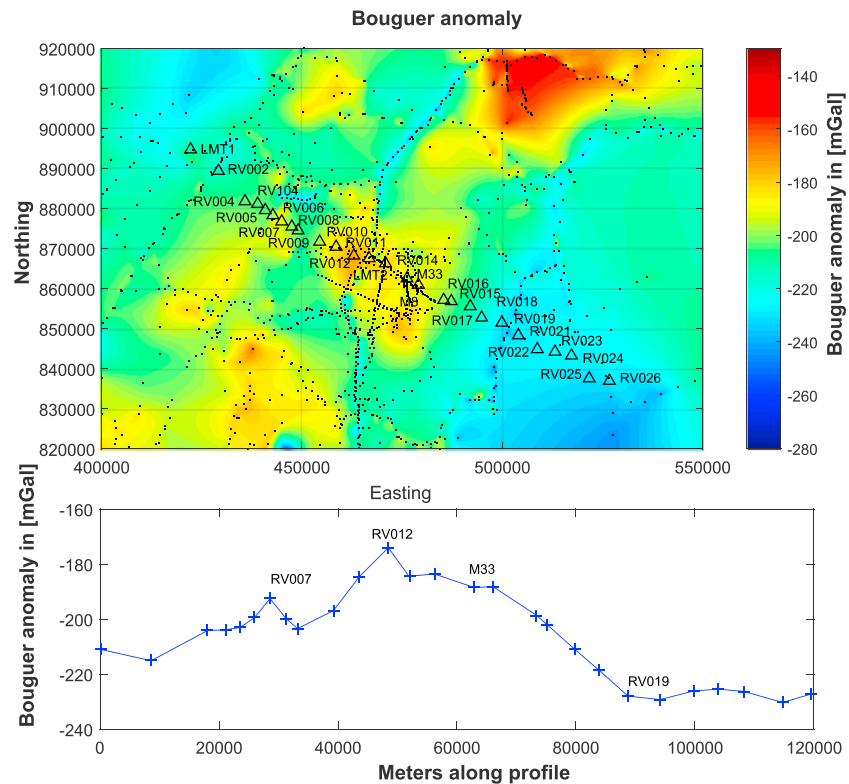 Bouguer anomaly
920000
910000
900000
890000
880000
870000
860000
850000
840000
830000
820000
Northing
400000
450000
500000
550000
Easting
LMT1
RV002
RV104
RV004
RV006
RV005
RV008
RV007
RV010
RV009
RV011
RV012
RV014
LMT2
M33
RV016
RV015
M9
RV018
RV017
RV019
RV021
RV023
RV022
RV024
RV025
RV026
-140
-160
-180
-200
-220
-240
-260
-280
Bouguer anomaly in [mGal]
-160
-180
-200
-220
-240
Bouguer anomaly in [mGal]
RV012
RV007
M33
RV019
0
20000
40000
60000
80000
100000
120000
Meters along profile